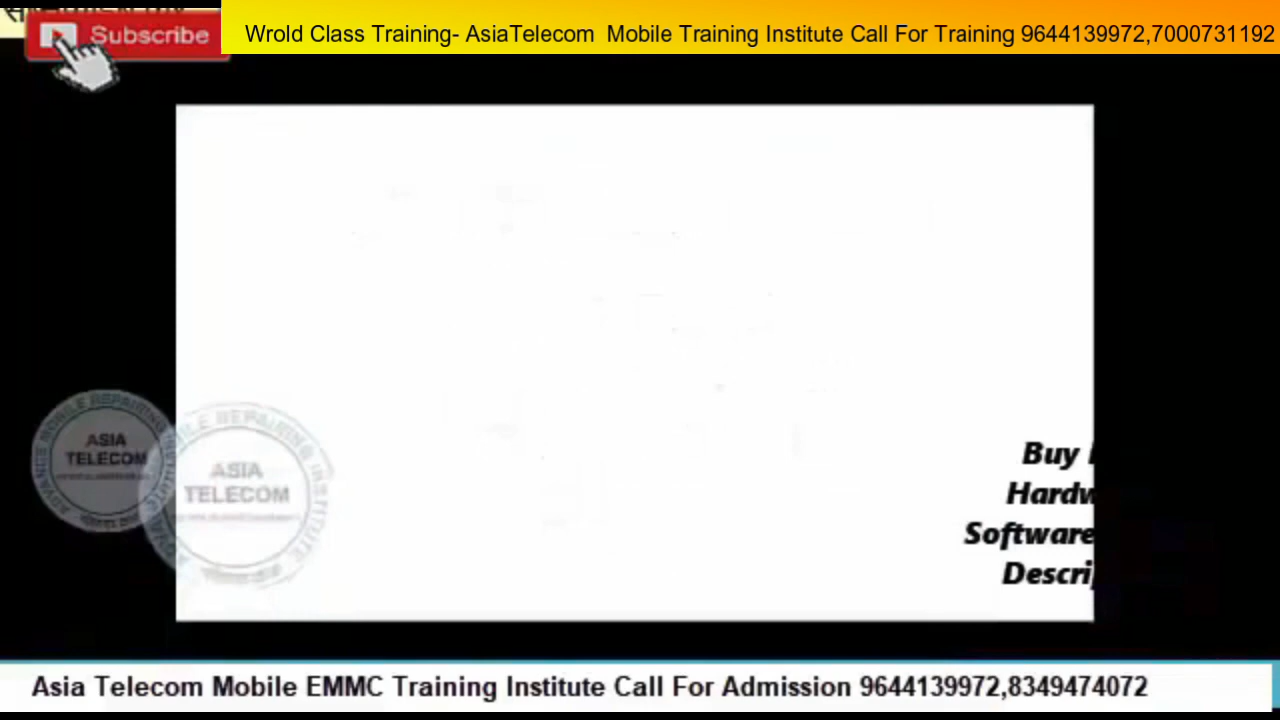 Subscribe
Wrold Class Training- AsiaTelecom Mobile Training Institute Call For Training 9644139972,7000731192
ASIA
TELECOM
ASIA
TELECOM
Buy
Hardw
Software
Descri
Asia Telecom Mobile EMMC Training Institute Call For Admission 9644139972,8349474072